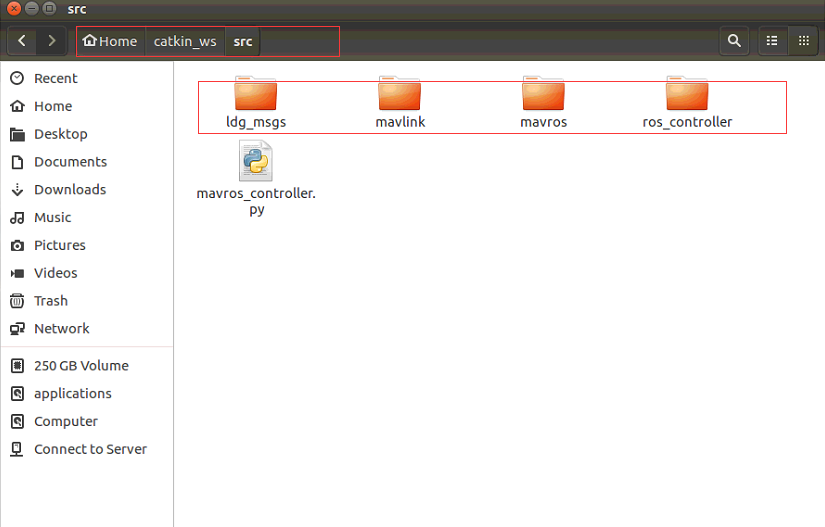 src
Home catkin_ws src
Recent
Home
Desktop
Documents
Downloads
Music
Pictures
Videos
Trash
Network
250 GB Volume
applications
Computer
Connect to Server
ldg_msgs mavlink mavros ros_controller
mavros_controller.
py